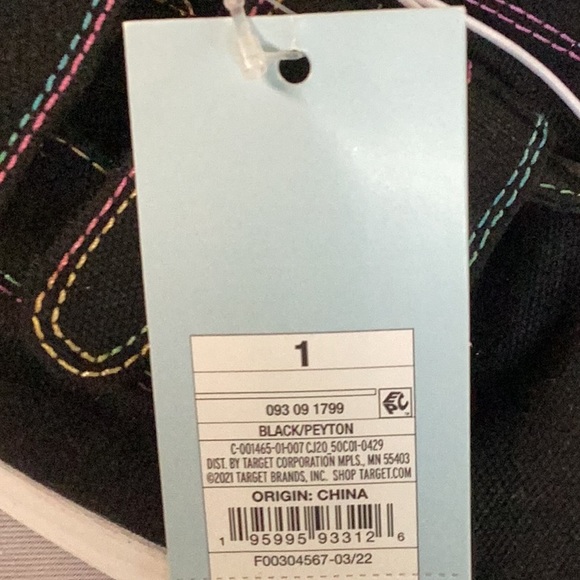 1
093 09 1799
EPC
BLACK/PEYTON
C-001465-01-007 CJ20 50C01-0429
DIST. BY TARGET CORPORATION MPLS., MN 55403
©2021 TARGET BRANDS, INC. SHOP TARGET.COM
ORIGIN: CHINA
1 95995 93312 6
F00304567-03/22